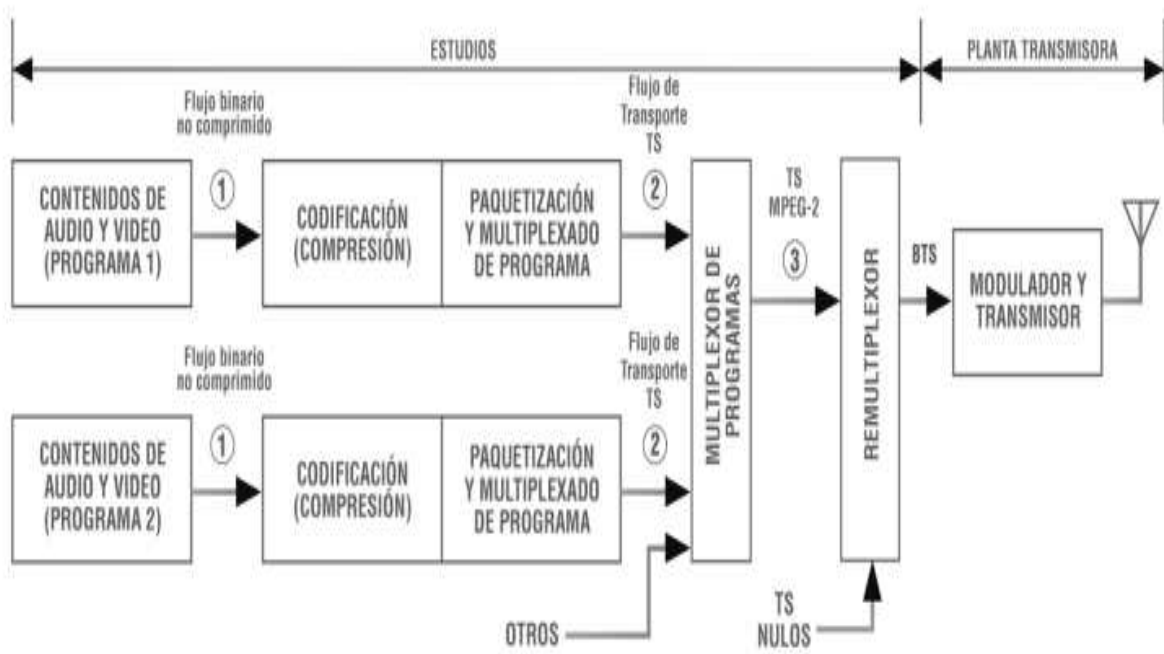 ESTUDIOS
PLANTA TRANSMISORA
Flujo binario
no comprimido
Flujo de
Transporte
TS
CONTENIDOS DE
AUDIO Y VIDEO
(PROGRAMA 1)
1
CODIFICACIÓN
(COMPRESIÓN)
PAQUETIZACIÓN
Y MULTIPLEXADO
DE PROGRAMA
2
MULTIPLEXOR DE
PROGRAMAS
TS
MPEG-2
3
REMULTIPLEXOR
BTS
MODULADOR Y
TRANSMISOR
Flujo binario
no comprimido
Flujo de
Transporte
TS
CONTENIDOS DE
AUDIO Y VIDEO
(PROGRAMA 2)
1
CODIFICACIÓN
(COMPRESIÓN)
PAQUETIZACIÓN
Y MULTIPLEXADO
DE PROGRAMA
2
OTROS
TS
NULOS